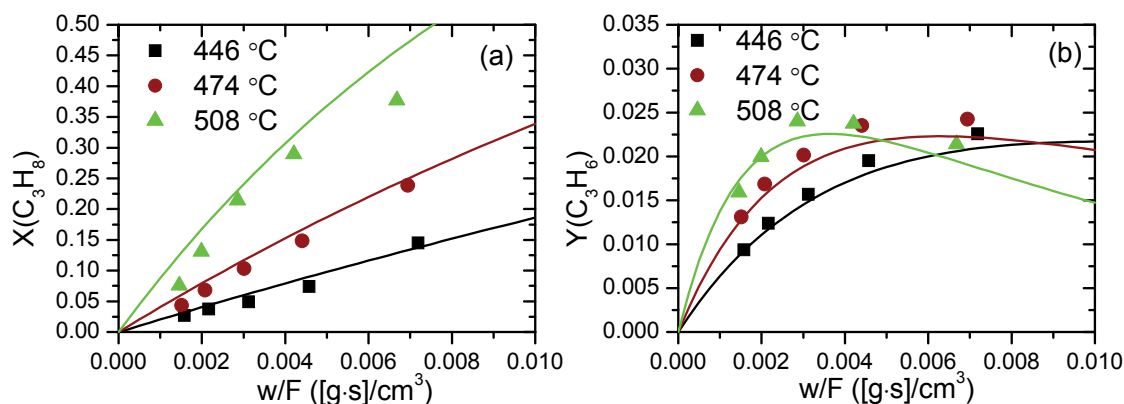 0.50
0.45
0.40
0.35
0.30
0.25
0.20
0.15
0.10
0.05
0.00
X(C₃H₈)
446 °C
474 °C
508 °C
(a)
0.000 0.002 0.004 0.006 0.008 0.010
w/F ([g·s]/cm³)
0.035
0.030
0.025
0.020
0.015
0.010
0.005
0.000
Y(C₃H₆)
446 °C
474 °C
508 °C
(b)
0.000 0.002 0.004 0.006 0.008 0.010
w/F ([g·s]/cm³)